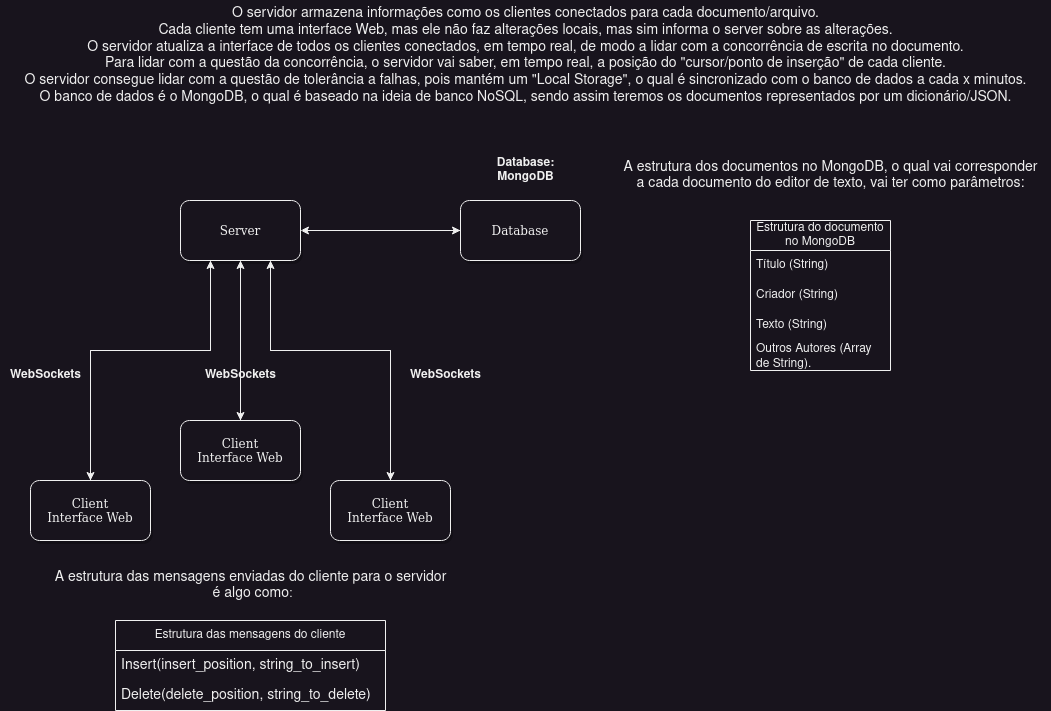 O servidor armazena informações como os clientes conectados para cada documento/arquivo.
Cada cliente tem uma interface Web, mas ele não faz alterações locais, mas sim informa o server sobre as alterações.
O servidor atualiza a interface de todos os clientes conectados, em tempo real, de modo a lidar com a concorrência de escrita no documento.
Para lidar com a questão da concorrência, o servidor vai saber, em tempo real, a posição do "cursor/ponto de inserção" de cada cliente.
O servidor consegue lidar com a questão de tolerância a falhas, pois mantém um "Local Storage", o qual é sincronizado com o banco de dados a cada x minutos.
O banco de dados é o MongoDB, o qual é baseado na ideia de banco NoSQL, sendo assim teremos os documentos representados por um dicionário/JSON.
Database:
MongoDB
A estrutura dos documentos no MongoDB, o qual vai corresponder
a cada documento do editor de texto, vai ter como parâmetros:
Server
Database
Estrutura do documento
no MongoDB
Título (String)
Criador (String)
Texto (String)
Outros Autores (Array
de String).
WebSockets
WebSockets
WebSockets
Client
Interface Web
Client
Interface Web
Client
Interface Web
A estrutura das mensagens enviadas do cliente para o servidor
é algo como:
Estrutura das mensagens do cliente
Insert(insert_position, string_to_insert)
Delete(delete_position, string_to_delete)